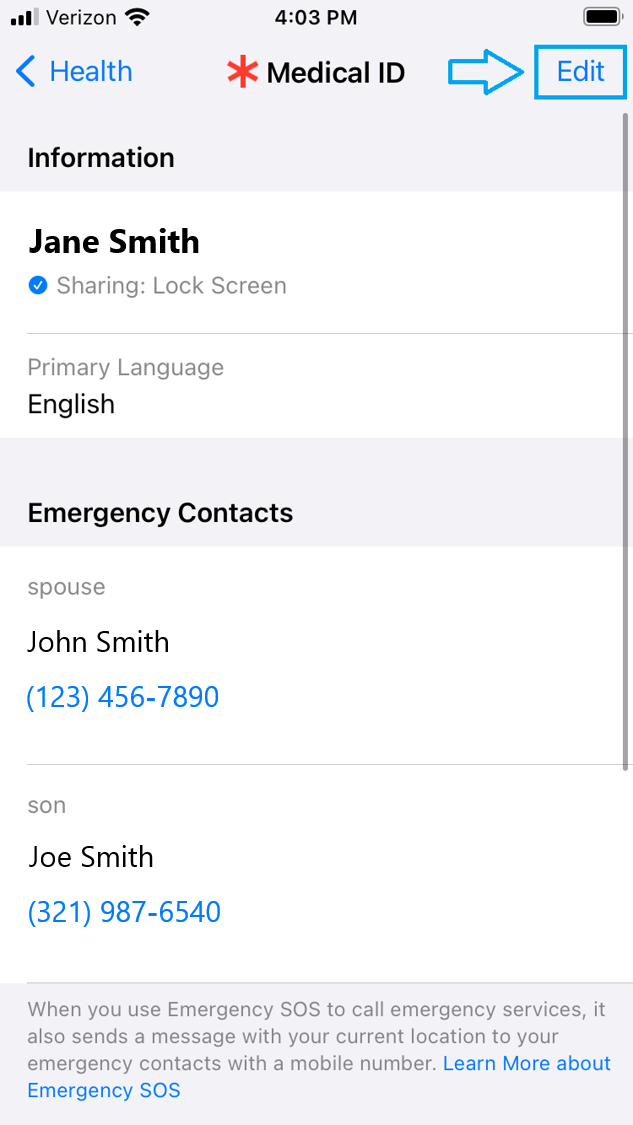 Verizon 4:03 PM
Health Medical ID Edit
Information
Jane Smith
Sharing: Lock Screen
Primary Language
English
Emergency Contacts
spouse
John Smith
(123) 456-7890
son
Joe Smith
(321) 987-6540
When you use Emergency SOS to call emergency services, it
also sends a message with your current location to your
emergency contacts with a mobile number. Learn More about
Emergency SOS